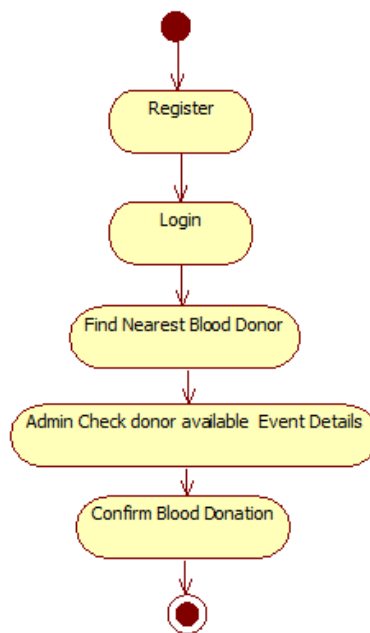 Register
Login
Find Nearest Blood Donor
Admin Check donor available  Event Details
Confirm Blood Donation